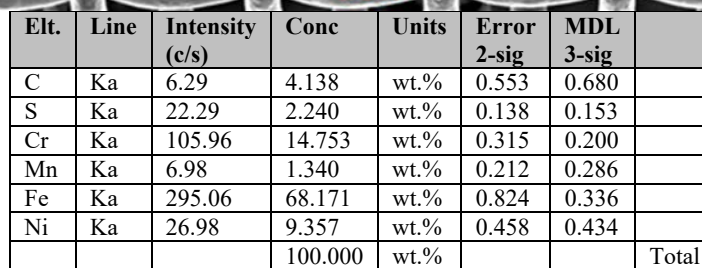 Elt. Line Intensity (c/s) Conc Units Error 2-sig MDL 3-sig
C Ka 6.29 4.138 wt.% 0.553 0.680
S Ka 22.29 2.240 wt.% 0.138 0.153
Cr Ka 105.96 14.753 wt.% 0.315 0.200
Mn Ka 6.98 1.340 wt.% 0.212 0.286
Fe Ka 295.06 68.171 wt.% 0.824 0.336
Ni Ka 26.98 9.357 wt.% 0.458 0.434
100.000 wt.% Total